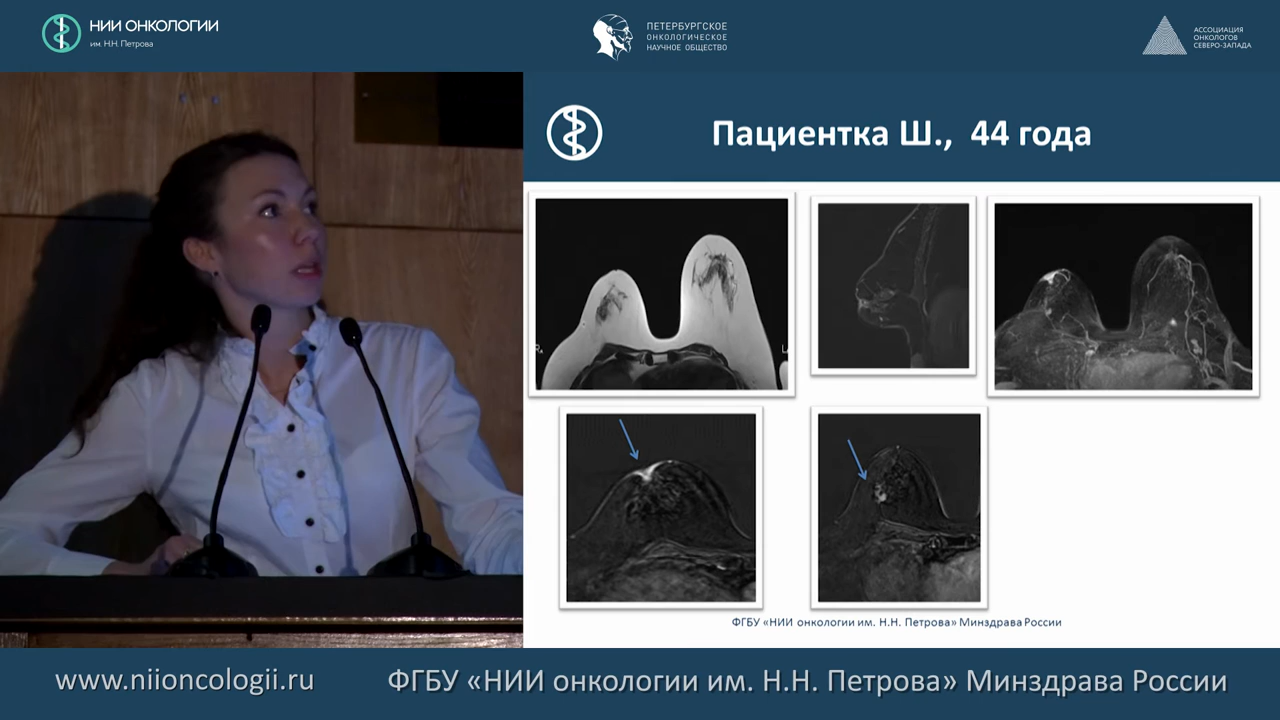 НИИ ОНКОЛОГИИ
им. Н.Н. Петрова
ПЕТЕРБУРГСКОЕ
ОНКОЛОГИЧЕСКОЕ
НАУЧНОЕ ОБЩЕСТВО
АССОЦИАЦИЯ
ОНКОЛОГОВ
СЕВЕРО-ЗАПАДА
Пациентка Ш., 44 года
ФГБУ «НИИ онкологии им. Н.Н. Петрова» Минздрава России
www.niioncologii.ru
ФГБУ «НИИ онкологии им. Н.Н. Петрова» Минздрава России